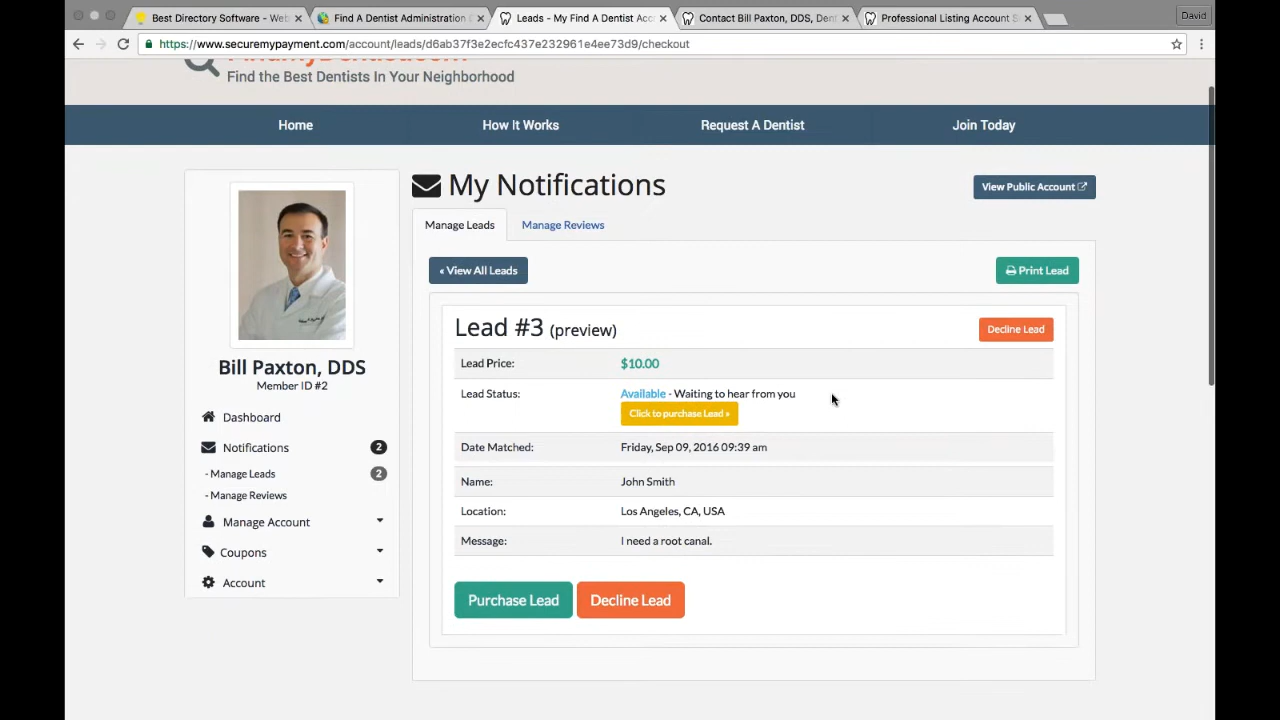 Best Directory Software - Web
Find A Dentist Administration
Leads - My Find A Dentist Acc
Contact Bill Paxton, DDS, Den
Professional Listing Account S
David
https://www.securemypayment.com/account/leads/d6ab37f3e2ecfc437e232961e4ee73d9/checkout
Find the Best Dentists In Your Neighborhood
Home
How It Works
Request A Dentist
Join Today
My Notifications
View Public Account
Manage Leads
Manage Reviews
« View All Leads
Print Lead
Lead #3 (preview)
Decline Lead
Lead Price:
$10.00
Lead Status:
Available - Waiting to hear from you
Click to purchase Lead »
Date Matched:
Friday, Sep 09, 2016 09:39 am
Name:
John Smith
Location:
Los Angeles, CA, USA
Message:
I need a root canal.
Purchase Lead
Decline Lead
Bill Paxton, DDS
Member ID #2
Dashboard
Notifications 2
- Manage Leads 2
- Manage Reviews
Manage Account
Coupons
Account